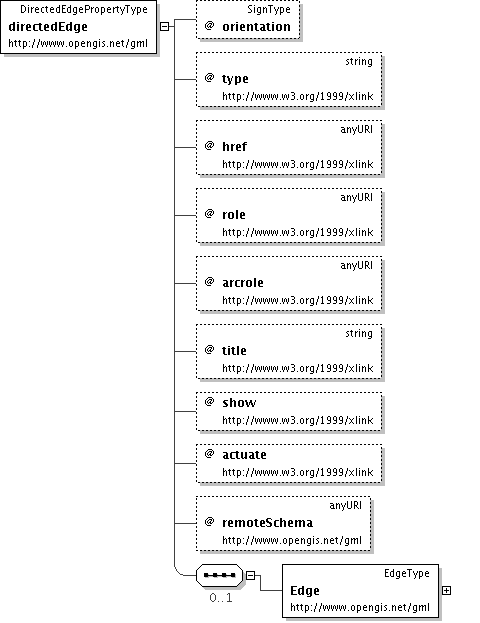 DirectedEdgePropertyType
directedEdge
http://www.opengis.net/gml
SignType
@ orientation
string
@ type
http://www.w3.org/1999/xlink
anyURI
@ href
http://www.w3.org/1999/xlink
anyURI
@ role
http://www.w3.org/1999/xlink
anyURI
@ arcrole
http://www.w3.org/1999/xlink
string
@ title
http://www.w3.org/1999/xlink
@ show
http://www.w3.org/1999/xlink
@ actuate
http://www.w3.org/1999/xlink
anyURI
@ remoteSchema
http://www.opengis.net/gml
0..1
EdgeType
Edge
http://www.opengis.net/gml